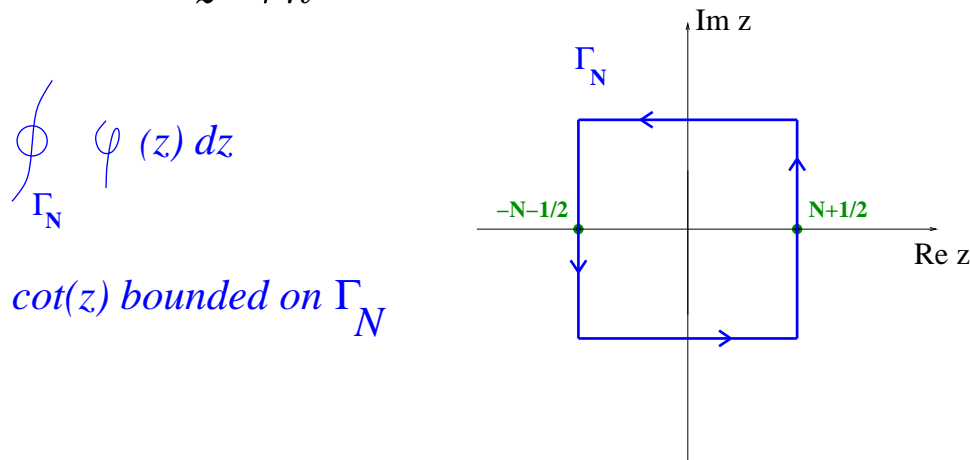 Im z
Γ_N
∮_{Γ_N} φ (z) dz
−N−1/2
N+1/2
Re z
cot(z) bounded on Γ_N